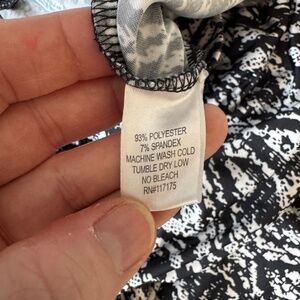 93% POLYESTER
7% SPANDEX
MACHINE WASH COLD
TUMBLE DRY LOW
NO BLEACH
RN#117175